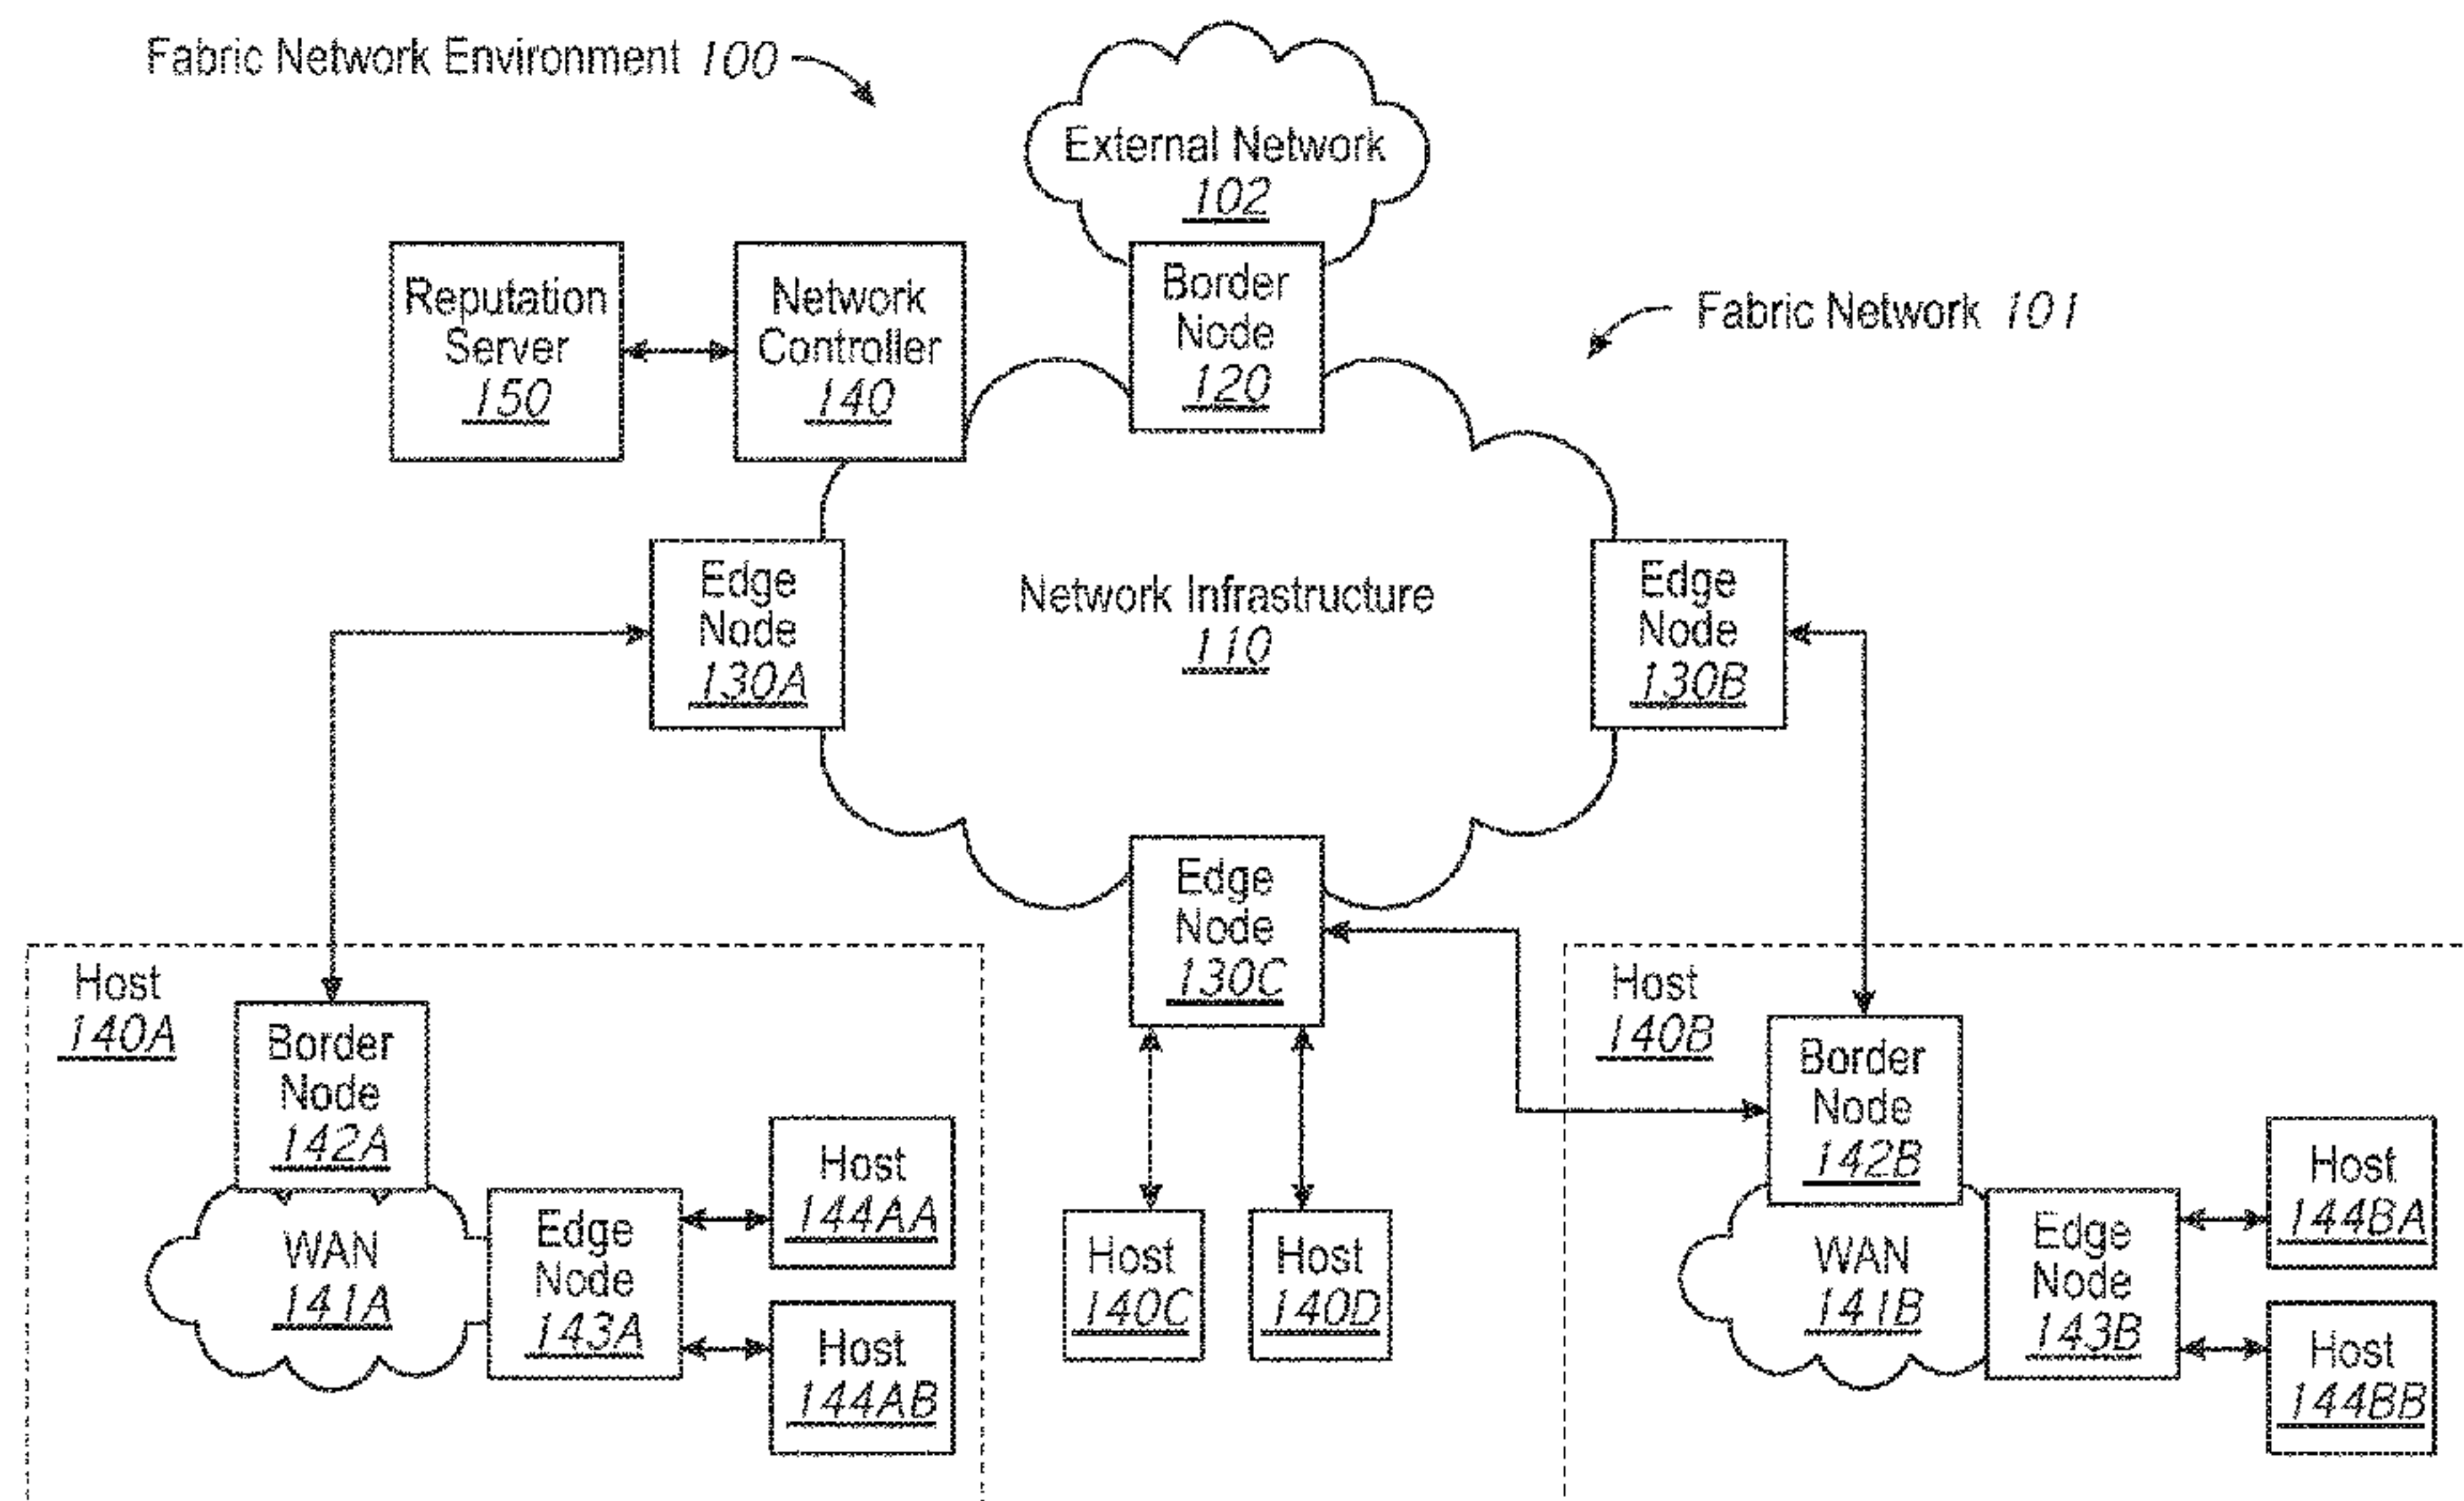 Fabric Network Environment 100
External Network
102
Reputation
Server
150
Network
Controller
140
Border
Node
120
Fabric Network 101
Edge
Node
130A
Network Infrastructure
110
Edge
Node
130B
Edge
Node
130C
Host
140A
Border
Node
142A
WAN
141A
Edge
Node
143A
Host
144AA
Host
144AB
Host
140C
Host
140D
Host
140B
Border
Node
142B
WAN
141B
Edge
Node
143B
Host
144BA
Host
144BB